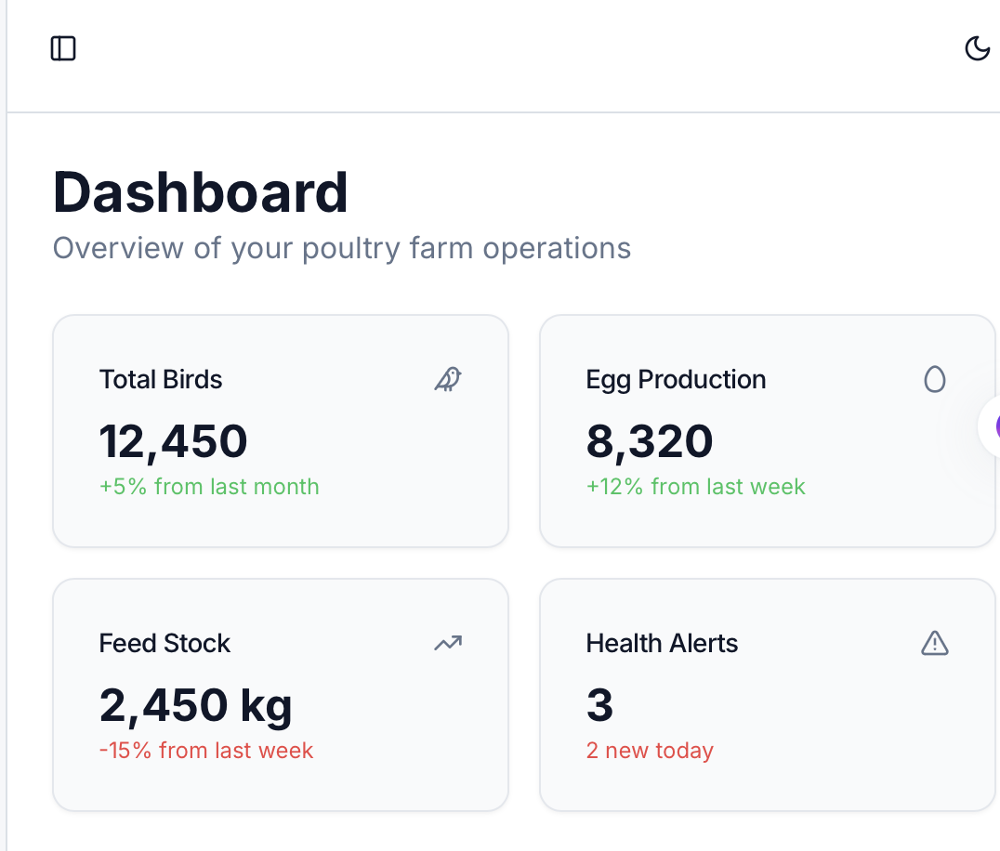 Dashboard
Overview of your poultry farm operations
Total Birds
12,450
+5% from last month
Egg Production
8,320
+12% from last week
Feed Stock
2,450 kg
-15% from last week
Health Alerts
3
2 new today